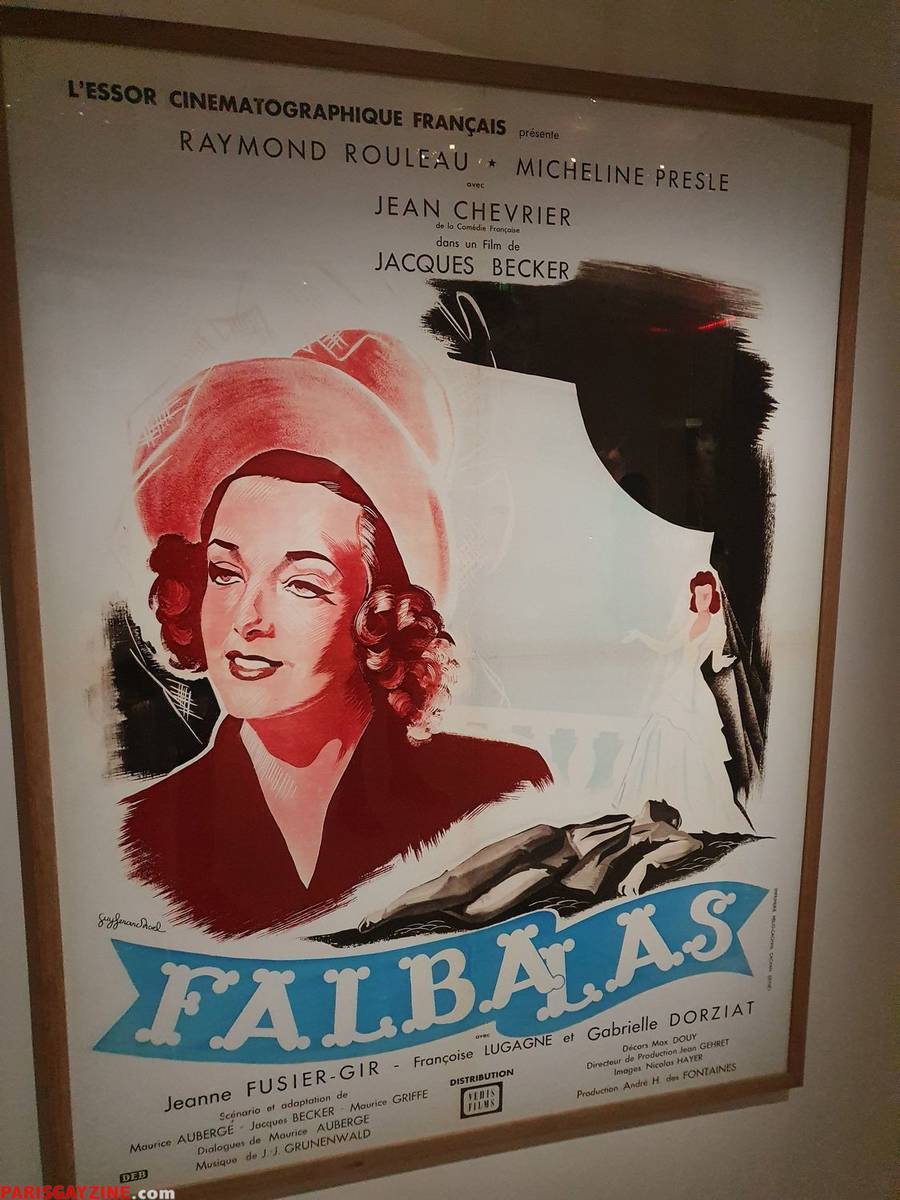 L'ESSOR CINEMATOGRAPHIQUE FRANÇAIS présente
RAYMOND ROULEAU ★ MICHELINE PRESLE
avec
JEAN CHEVRIER
de la Comédie Française
dans un Film de
JACQUES BECKER
FALBALAS
avec
Jeanne FUSIER-GIR - Françoise LUGAGNE et Gabrielle DORZIAT
Scénario et adaptation de
Maurice AUBERGÉ - Jacques BECKER - Maurice GRIFFE
Dialogues de Maurice AUBERGE
Musique de J.-J. GRUNENWALD
DISTRIBUTION
VEDIS
FILMS
Décors Max DOUY
Directeur de Production Jean GEHRET
Images Nicolas HAYER
Production André H. des FONTAINES
DEB
PARISGAYZINE.com